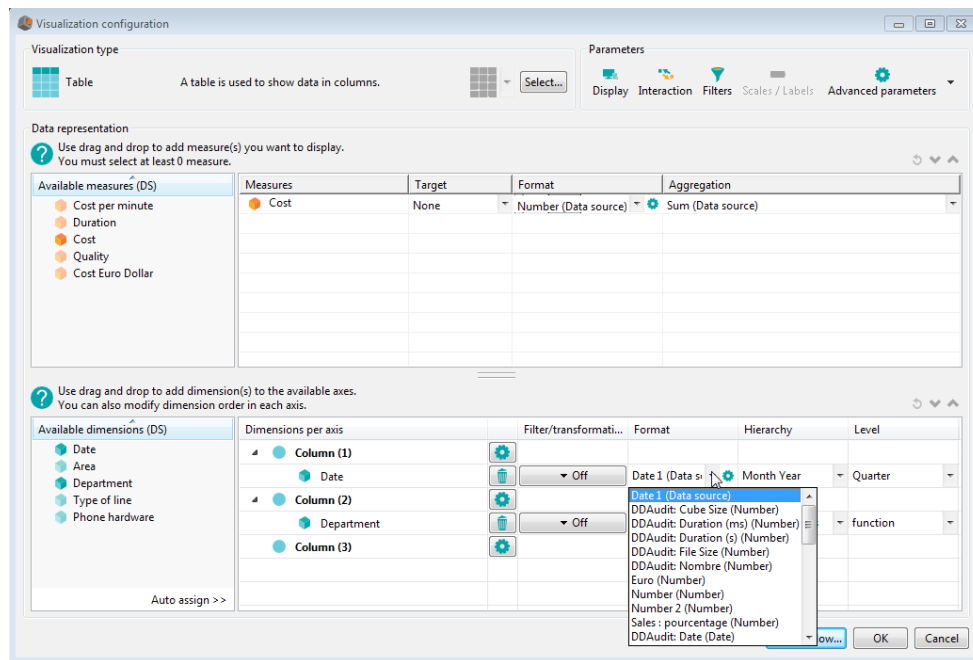 Visualization configuration
Visualization type
Parameters
Table
A table is used to show data in columns.
Select...
Display
Interaction
Filters
Scales / Labels
Advanced parameters
Data representation
Use drag and drop to add measure(s) you want to display.
You must select at least 0 measure.
Available measures (DS)
Measures
Target
Format
Aggregation
Cost per minute
Duration
Cost
Quality
Cost Euro Dollar
Cost
None
Number (Data source)
Sum (Data source)
Use drag and drop to add dimension(s) to the available axes.
You can also modify dimension order in each axis.
Available dimensions (DS)
Dimensions per axis
Filter/transformati...
Format
Hierarchy
Level
Date
Area
Department
Type of line
Phone hardware
Auto assign >>
Column (1)
Date
Off
Date 1 (Data
Month Year
Quarter
Column (2)
Department
Off
function
Column (3)
Date 1 (Data source)
DDAudit: Cube Size (Number)
DDAudit: Duration (ms) (Number)
DDAudit: Duration (s) (Number)
DDAudit: File Size (Number)
DDAudit: Nombre (Number)
Euro (Number)
Number (Number)
Number 2 (Number)
Sales : pourcentage (Number)
DDAudit: Date (Date)
OK
Cancel